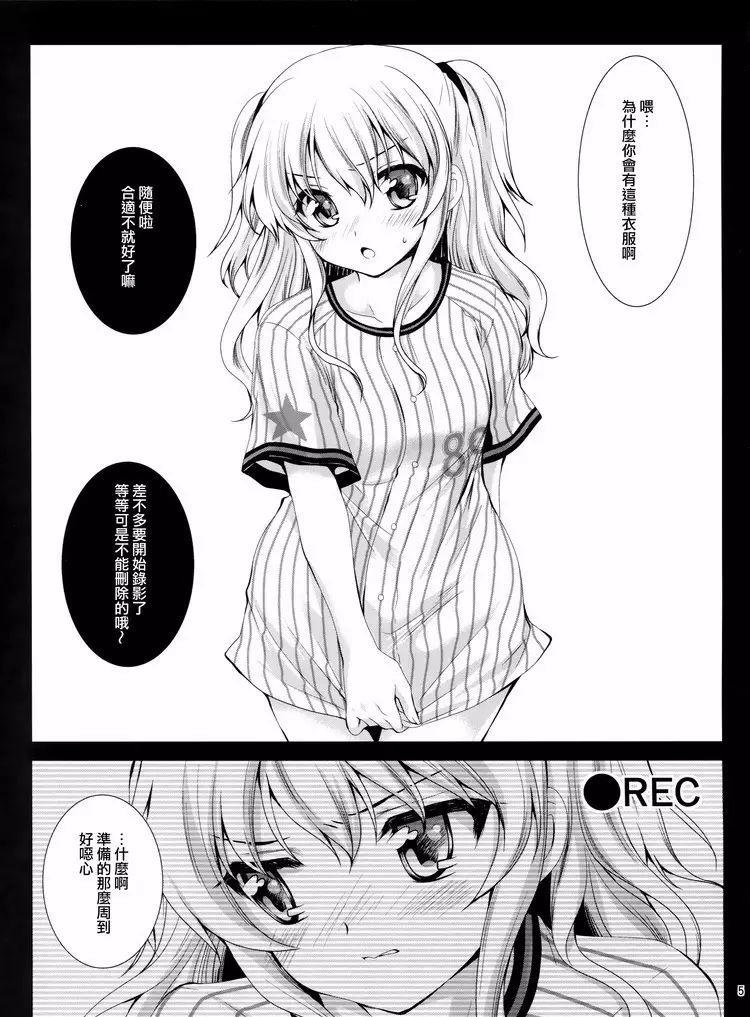 喂…
為什麼你會有這種衣服啊
隨便啦
合適不就好了嘛
差不多要開始錄影了
等等可是不能刪除的哦～
89
●REC
…什麼啊
準備的那麼周到
好噁心
5